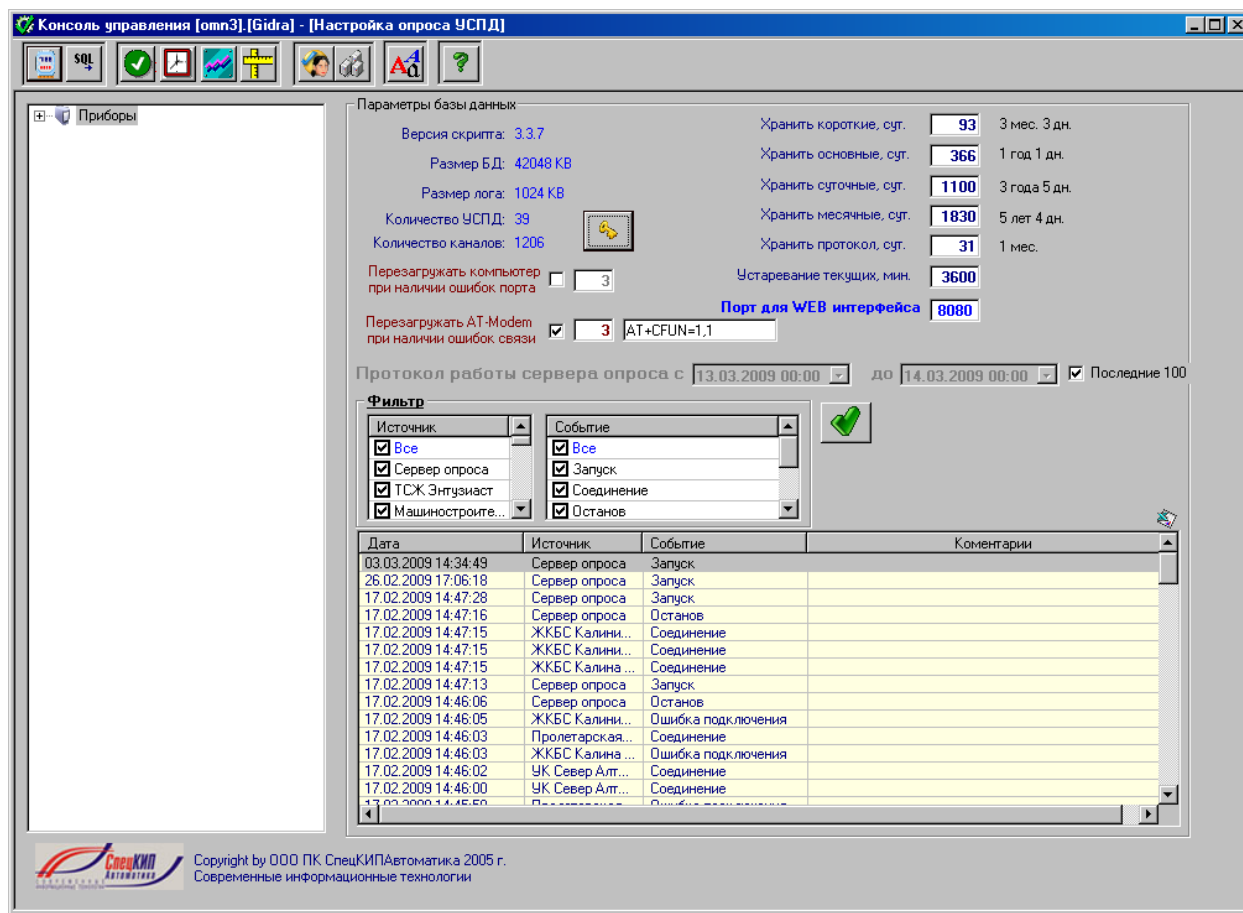 Консоль управления [omn3].[Gidra] - [Настройка опроса УСПД]
SQL
Приборы
Параметры базы данных
Версия скрипта: 3.3.7
Размер БД: 42048 KB
Размер лога: 1024 KB
Количество УСПД: 39
Количество каналов: 1206
Перезагружать компьютер
при наличии ошибок порта
3
Перезагружать AT-Modem
при наличии ошибок связи
3 AT+CFUN=1,1
Хранить короткие, сут. 93 3 мес. 3 дн.
Хранить основные, сут. 366 1 год 1 дн.
Хранить суточные, сут. 1100 3 года 5 дн.
Хранить месячные, сут. 1830 5 лет 4 дн.
Хранить протокол, сут. 31 1 мес.
Устаревание текущих, мин. 3600
Порт для WEB интерфейса 8080
Протокол работы сервера опроса с 13.03.2009 00:00 до 14.03.2009 00:00 Последние 100
Фильтр
Источник
Все
Сервер опроса
ТСЖ Энтузиаст
Машиностроите...
Событие
Все
Запуск
Соединение
Останов
Дата Источник Событие Коментарии
03.03.2009 14:34:49 Сервер опроса Запуск
26.02.2009 17:06:18 Сервер опроса Запуск
17.02.2009 14:47:28 Сервер опроса Запуск
17.02.2009 14:47:16 Сервер опроса Останов
17.02.2009 14:47:15 ЖКБС Калини... Соединение
17.02.2009 14:47:15 ЖКБС Калини... Соединение
17.02.2009 14:47:15 ЖКБС Калина ... Соединение
17.02.2009 14:47:13 Сервер опроса Запуск
17.02.2009 14:46:06 Сервер опроса Останов
17.02.2009 14:46:05 ЖКБС Калини... Ошибка подключения
17.02.2009 14:46:03 Пролетарская... Соединение
17.02.2009 14:46:03 ЖКБС Калина ... Ошибка подключения
17.02.2009 14:46:02 УК Север Алт... Соединение
17.02.2009 14:46:00 УК Север Алт... Соединение
СпецКИП
Автоматика
Copyright by ООО ПК СпецКИПАвтоматика 2005 г.
Современные информационные технологии